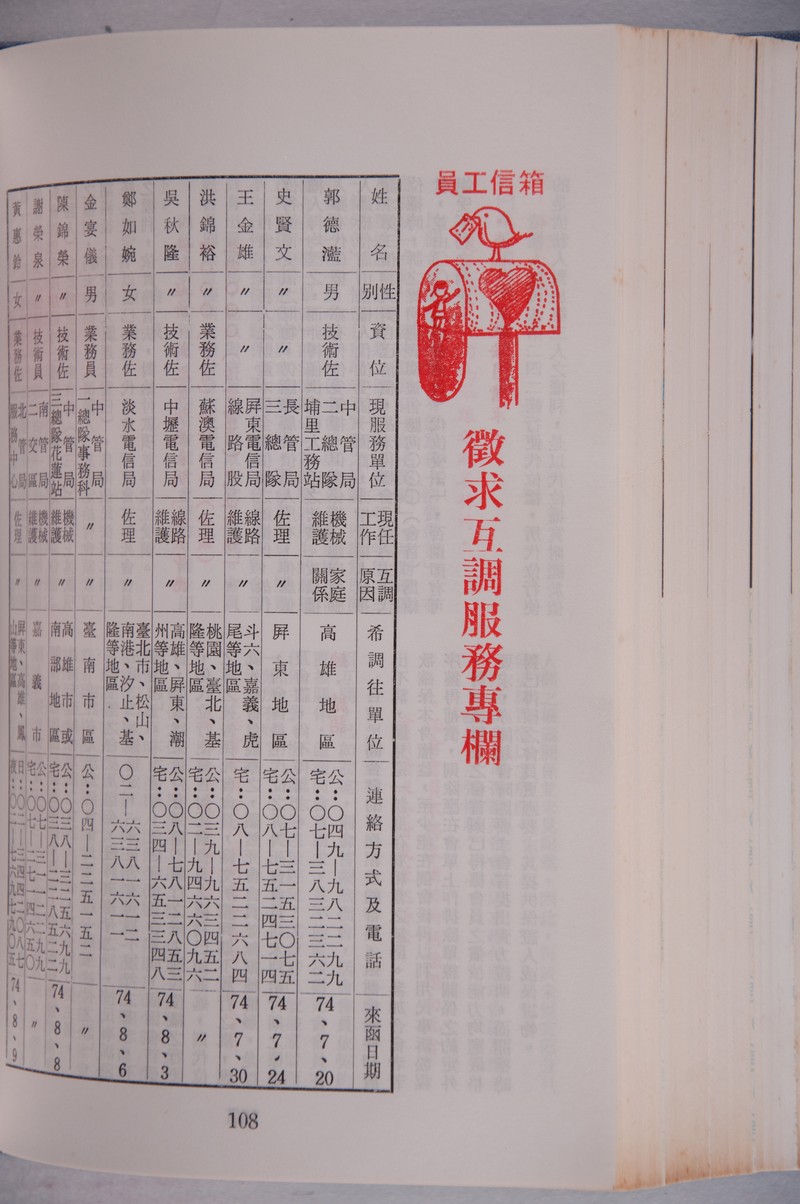 員工信箱
徵求互調服務專欄
姓名 性別 資位 現服務單位 現任工作 互調原因 希調往單位 連絡方式及電話 來函日期
郭德 男 技術佐 中管局二總隊埔里工務站 機械維護 家庭關係 高雄地區 公：〇四九｜九八二二九九 宅：〇七｜三八二三六二 74、7、20
史賢文 〃 〃 長管局三總隊 佐理 〃 屏東地區 公：〇七｜三一五三〇七五 宅：〇八｜七五二四七一四 74、7、24
王金雄 〃 〃 屏東電信局線路股 線路維護 〃 斗六、嘉義、虎尾等地區 宅：〇八｜七五二二六八四 74、7、30
洪錦裕 〃 業務佐 蘇澳電信局 佐理 〃 桃園、臺北、基隆等地區 公：〇三九｜九六三四五二 宅：〇二｜九四六六〇九六 〃
吳秋隆 〃 技術佐 中壢電信局 線路維護 〃 高雄、屏東、潮州等地區 公：〇八｜七八一二八五三 宅：〇三四｜六五三三四八 74、8、3
鄭如婉 女 業務佐 淡水電信局 佐理 〃 臺北市、松山、南港、汐止、基隆等地區 〇二｜六三八一六一二 六三八一六一 74、8、6
金宴儀 男 業務員 中管局一總隊事務科 〃 〃 臺南市區 公：〇四｜二二五一五二 〃
陳錦榮 〃 技術佐 中管局三總隊花蓮站 機械維護 〃 高雄市或南部地區 公： 宅： 74、8、8
謝榮泉 〃 技術員 南管局二交區 機械維護 〃 嘉義市 公： 宅： 〃
黃惠鈴 女 業務佐 北管局服務中心 佐理 〃 屏東、高雄、鳳山等地區 日： 夜： 74、8、9
108